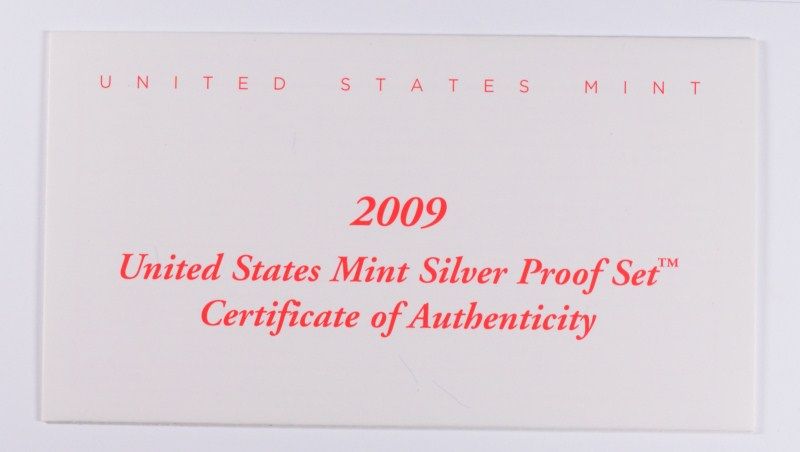 UNITED STATES MINT
2009
United States Mint Silver Proof Set™
Certificate of Authenticity